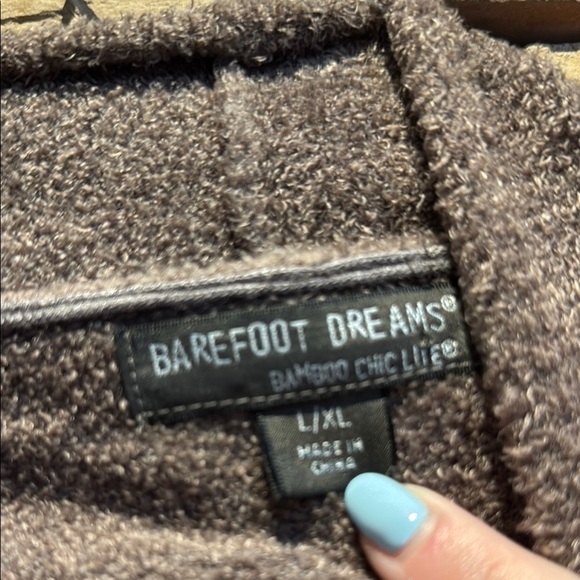 BAREFOOT DREAMS®
BAMBOO CHIC LITE®
L/XL
MADE IN
CHINA